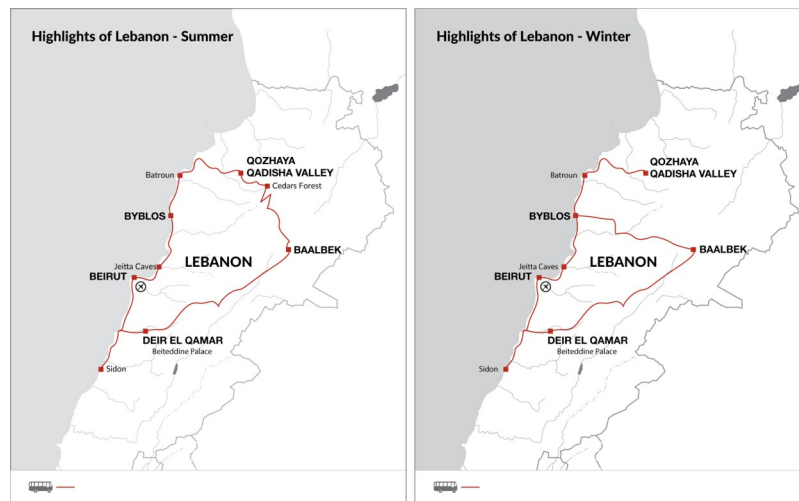 Highlights of Lebanon - Summer
QOZHAYA
QADISHA VALLEY
Batroun
Cedars Forest
BYBLOS
BAALBEK
LEBANON
Jeitta Caves
BEIRUT
DEIR EL QAMAR
Beiteddine Palace
Sidon
Highlights of Lebanon - Winter
QOZHAYA
QADISHA VALLEY
Batroun
BYBLOS
BAALBEK
LEBANON
Jeitta Caves
BEIRUT
DEIR EL QAMAR
Beiteddine Palace
Sidon